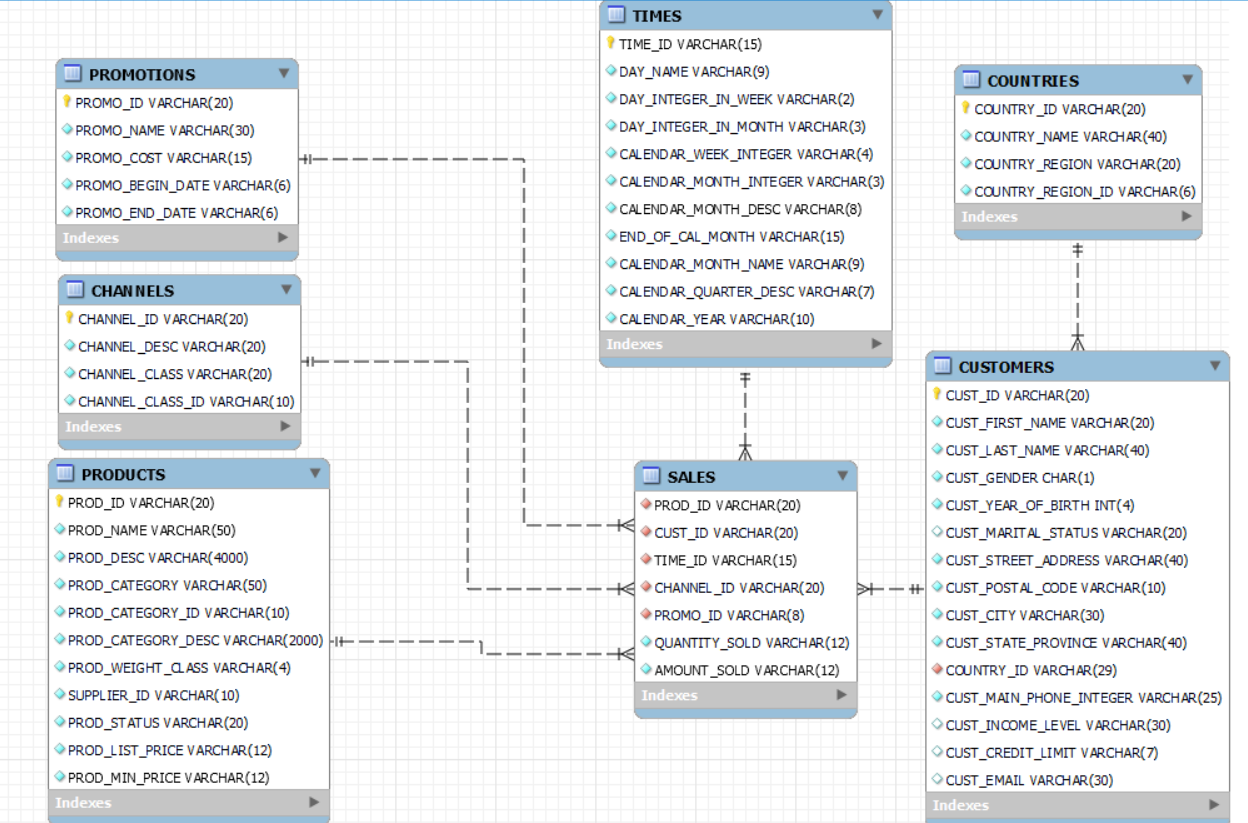 PROMOTIONS
PROMO_ID VARCHAR(20)
PROMO_NAME VARCHAR(30)
PROMO_COST VARCHAR(15)
PROMO_BEGIN_DATE VARCHAR(6)
PROMO_END_DATE VARCHAR(6)
Indexes
CHANNELS
CHANNEL_ID VARCHAR(20)
CHANNEL_DESC VARCHAR(20)
CHANNEL_CLASS VARCHAR(20)
CHANNEL_CLASS_ID VARCHAR(10)
Indexes
PRODUCTS
PROD_ID VARCHAR(20)
PROD_NAME VARCHAR(50)
PROD_DESC VARCHAR(4000)
PROD_CATEGORY VARCHAR(50)
PROD_CATEGORY_ID VARCHAR(10)
PROD_CATEGORY_DESC VARCHAR(2000)
PROD_WEIGHT_CLASS VARCHAR(4)
SUPPLIER_ID VARCHAR(10)
PROD_STATUS VARCHAR(20)
PROD_LIST_PRICE VARCHAR(12)
PROD_MIN_PRICE VARCHAR(12)
Indexes
TIMES
TIME_ID VARCHAR(15)
DAY_NAME VARCHAR(9)
DAY_INTEGER_IN_WEEK VARCHAR(2)
DAY_INTEGER_IN_MONTH VARCHAR(3)
CALENDAR_WEEK_INTEGER VARCHAR(4)
CALENDAR_MONTH_INTEGER VARCHAR(3)
CALENDAR_MONTH_DESC VARCHAR(8)
END_OF_CAL_MONTH VARCHAR(15)
CALENDAR_MONTH_NAME VARCHAR(9)
CALENDAR_QUARTER_DESC VARCHAR(7)
CALENDAR_YEAR VARCHAR(10)
Indexes
SALES
PROD_ID VARCHAR(20)
CUST_ID VARCHAR(20)
TIME_ID VARCHAR(15)
CHANNEL_ID VARCHAR(20)
PROMO_ID VARCHAR(8)
QUANTITY_SOLD VARCHAR(12)
AMOUNT_SOLD VARCHAR(12)
Indexes
COUNTRIES
COUNTRY_ID VARCHAR(20)
COUNTRY_NAME VARCHAR(40)
COUNTRY_REGION VARCHAR(20)
COUNTRY_REGION_ID VARCHAR(6)
Indexes
CUSTOMERS
CUST_ID VARCHAR(20)
CUST_FIRST_NAME VARCHAR(20)
CUST_LAST_NAME VARCHAR(40)
CUST_GENDER CHAR(1)
CUST_YEAR_OF_BIRTH INT(4)
CUST_MARITAL_STATUS VARCHAR(20)
CUST_STREET_ADDRESS VARCHAR(40)
CUST_POSTAL_CODE VARCHAR(10)
CUST_CITY VARCHAR(30)
CUST_STATE_PROVINCE VARCHAR(40)
COUNTRY_ID VARCHAR(29)
CUST_MAIN_PHONE_INTEGER VARCHAR(25)
CUST_INCOME_LEVEL VARCHAR(30)
CUST_CREDIT_LIMIT VARCHAR(7)
CUST_EMAIL VARCHAR(30)
Indexes